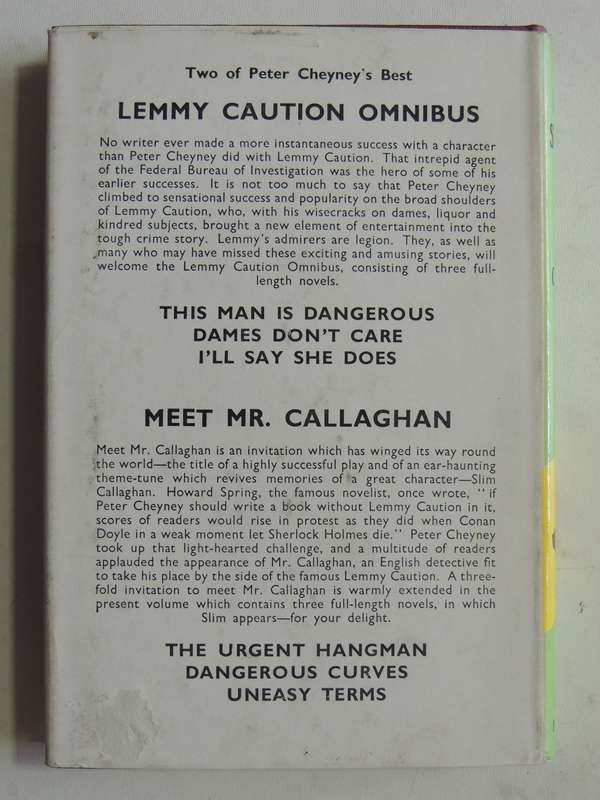 Two of Peter Cheyney's Best
LEMMY CAUTION OMNIBUS
No writer ever made a more instantaneous success with a character
than Peter Cheyney did with Lemmy Caution. That intrepid agent
of the Federal Bureau of Investigation was the hero of some of his
earlier successes. It is not too much to say that Peter Cheyney
climbed to sensational success and popularity on the broad shoulders
of Lemmy Caution, who, with his wisecracks on dames, liquor and
kindred subjects, brought a new element of entertainment into the
tough crime story. Lemmy's admirers are legion. They, as well as
many who may have missed these exciting and amusing stories, will
welcome the Lemmy Caution Omnibus, consisting of three full-
length novels.
THIS MAN IS DANGEROUS
DAMES DON'T CARE
I'LL SAY SHE DOES
MEET MR. CALLAGHAN
Meet Mr. Callaghan is an invitation which has winged its way round
the world—the title of a highly successful play and of an ear-haunting
theme-tune which revives memories of a great character—Slim
Callaghan. Howard Spring, the famous novelist, once wrote, "if
Peter Cheyney should write a book without Lemmy Caution in it,
scores of readers would rise in protest as they did when Conan
Doyle in a weak moment let Sherlock Holmes die." Peter Cheyney
took up that light-hearted challenge, and a multitude of readers
applauded the appearance of Mr. Callaghan, an English detective fit
to take his place by the side of the famous Lemmy Caution. A three-
fold invitation to meet Mr. Callaghan is warmly extended in the
present volume which contains three full-length novels, in which
Slim appears—for your delight.
THE URGENT HANGMAN
DANGEROUS CURVES
UNEASY TERMS